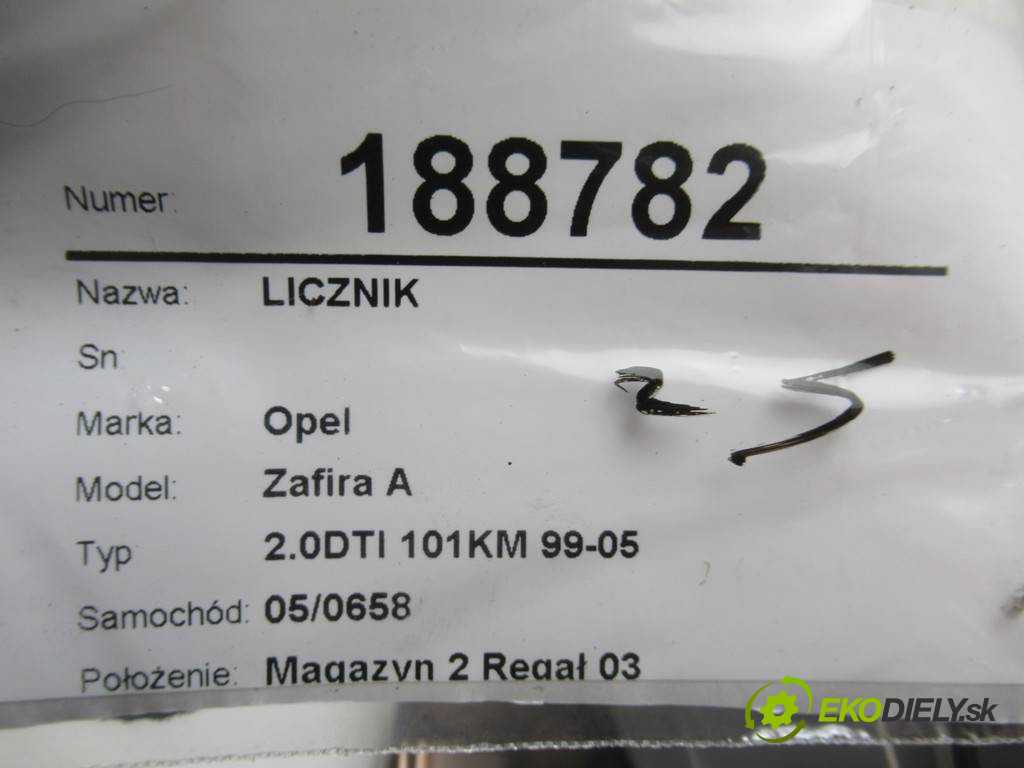 Numer: 188782
Nazwa: LICZNIK
Sn
25
Marka: Opel
Model: Zafira A
Typ 2.0DTI 101KM 99-05
Samochód: 05/0658
Położenie: Magazyn 2 Regał 03
EKODIELY.sk